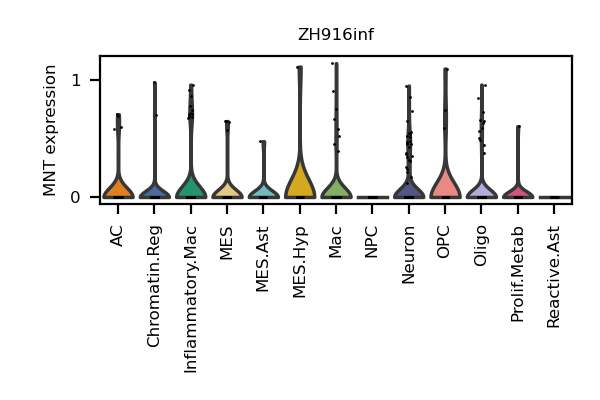 ZH916inf
MNT expression
1
0
AC
Chromatin.Reg
Inflammatory.Mac
MES
MES.Ast
MES.Hyp
Mac
NPC
Neuron
OPC
Oligo
Prolif.Metab
Reactive.Ast